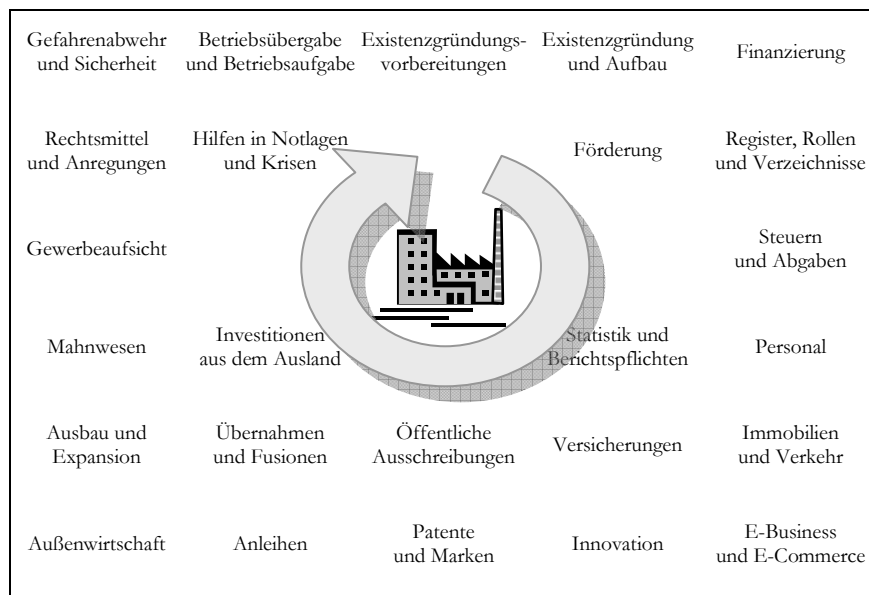 Gefahrenabwehr
und Sicherheit
Betriebsübergabe
und Betriebsaufgabe
Existenzgründungs-
vorbereitungen
Existenzgründung
und Aufbau
Finanzierung
Rechtsmittel
und Anregungen
Hilfen in Notlagen
und Krisen
Förderung
Register, Rollen
und Verzeichnisse
Gewerbeaufsicht
Steuern
und Abgaben
Mahnwesen
Investitionen
aus dem Ausland
Statistik und
Berichtspflichten
Personal
Ausbau und
Expansion
Übernahmen
und Fusionen
Öffentliche
Ausschreibungen
Versicherungen
Immobilien
und Verkehr
Außenwirtschaft
Anleihen
Patente
und Marken
Innovation
E-Business
und E-Commerce